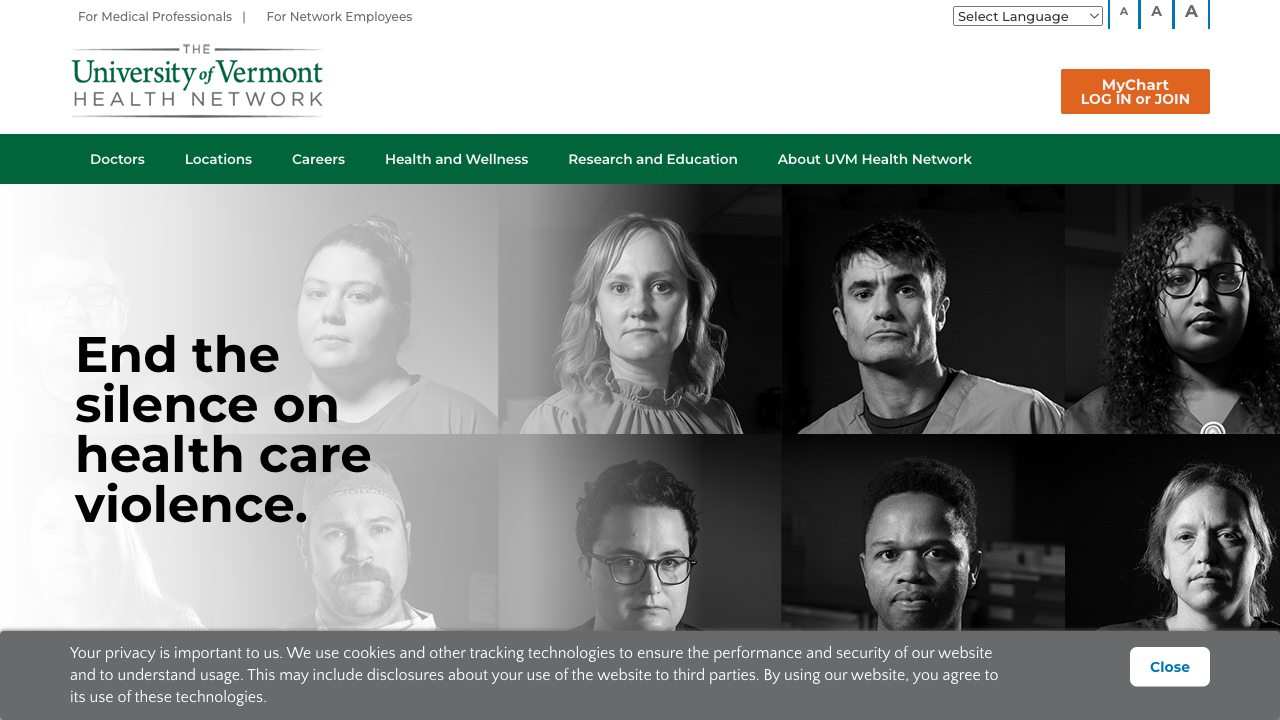 For Medical Professionals | For Network Employees
Select Language
A A A
THE
University of Vermont
HEALTH NETWORK
MyChart
LOG IN or JOIN
Doctors Locations Careers Health and Wellness Research and Education About UVM Health Network
End the
silence on
health care
violence.
Your privacy is important to us. We use cookies and other tracking technologies to ensure the performance and security of our website
and to understand usage. This may include disclosures about your use of the website to third parties. By using our website, you agree to
its use of these technologies.
Close